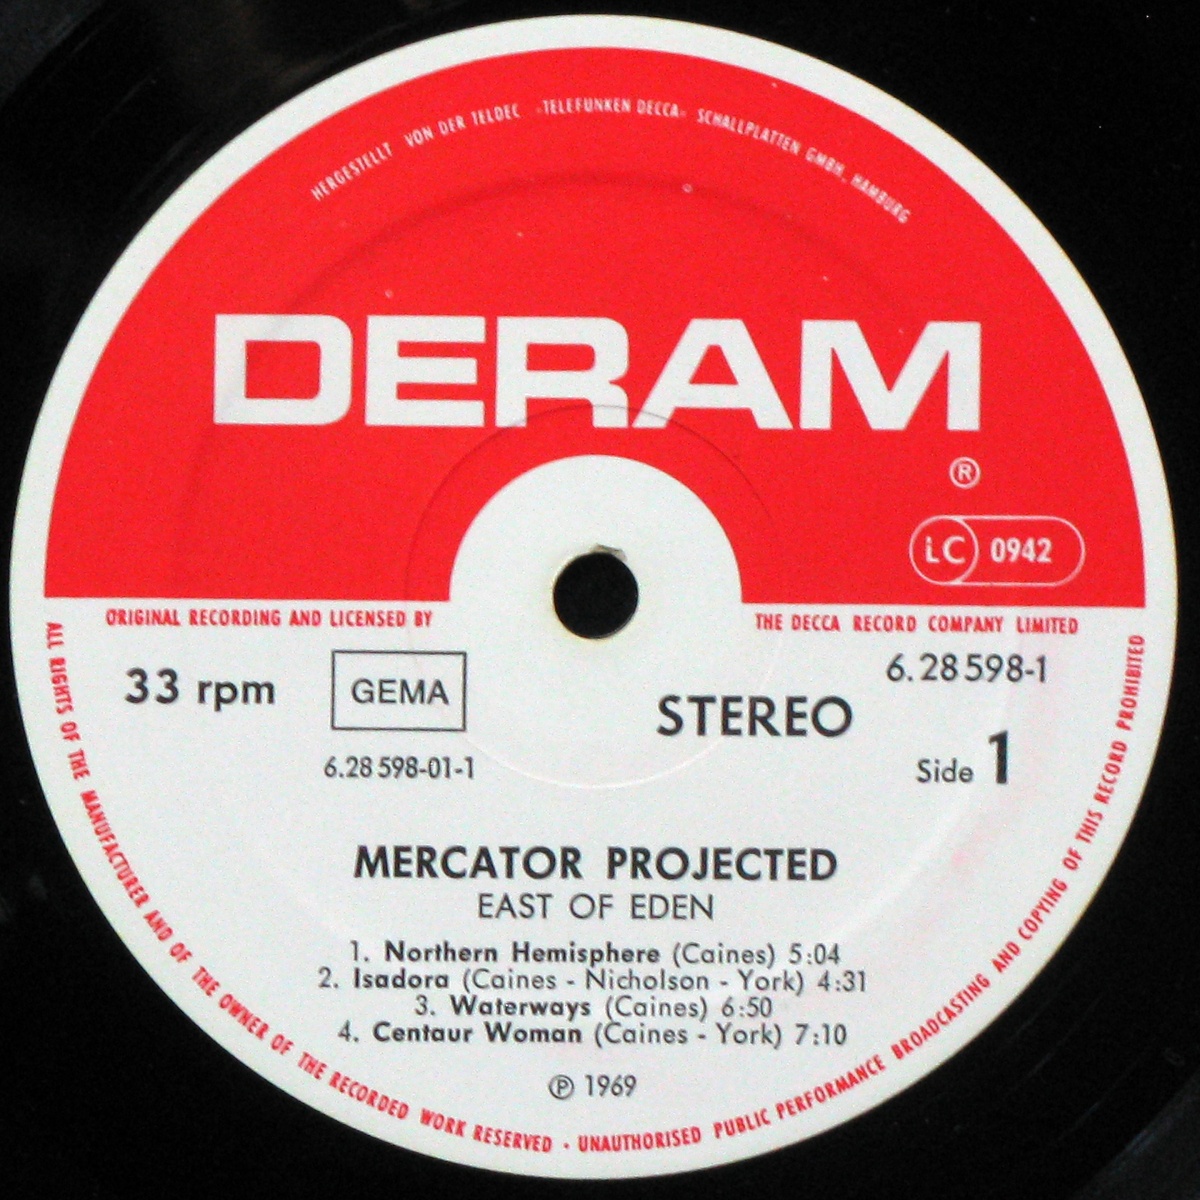 HERGESTELLT VON DER TELDEC »TELEFUNKEN DECCA« SCHALLPLATTEN GMBH, HAMBURG
DERAM
®
LC 0942
ORIGINAL RECORDING AND LICENSED BY THE DECCA RECORD COMPANY LIMITED
33 rpm
GEMA
6.28598-01-1
STEREO
6.28598-1
Side 1
MERCATOR PROJECTED
EAST OF EDEN
1. Northern Hemisphere (Caines) 5:04
2. Isadora (Caines - Nicholson - York) 4:31
3. Waterways (Caines) 6:50
4. Centaur Woman (Caines - York) 7:10
℗ 1969
ALL RIGHTS OF THE MANUFACTURER AND OF THE OWNER OF THE RECORDED WORK RESERVED · UNAUTHORISED PUBLIC PERFORMANCE BROADCASTING AND COPYING OF THIS RECORD PROHIBITED